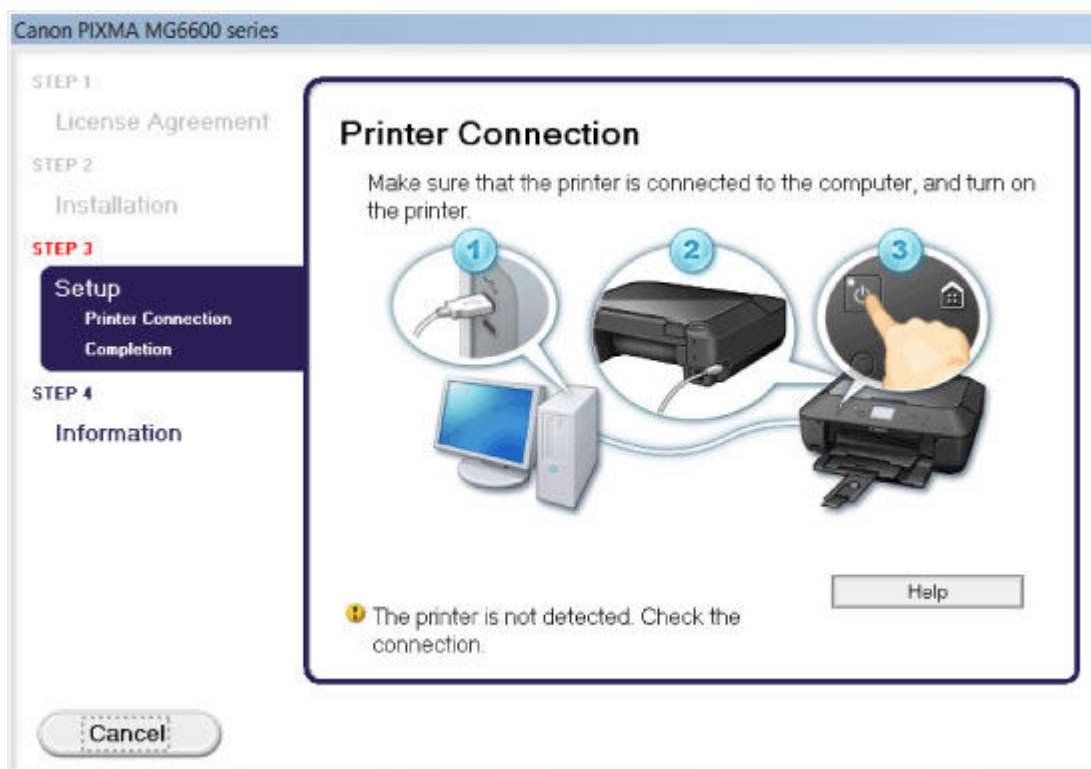 Canon PIXMA MG6600 series
STEP 1
License Agreement
STEP 2
Installation
STEP 3
Setup
Printer Connection
Completion
STEP 4
Information
Printer Connection
Make sure that the printer is connected to the computer, and turn on
the printer.
1
2
3
Help
The printer is not detected. Check the
connection.
Cancel